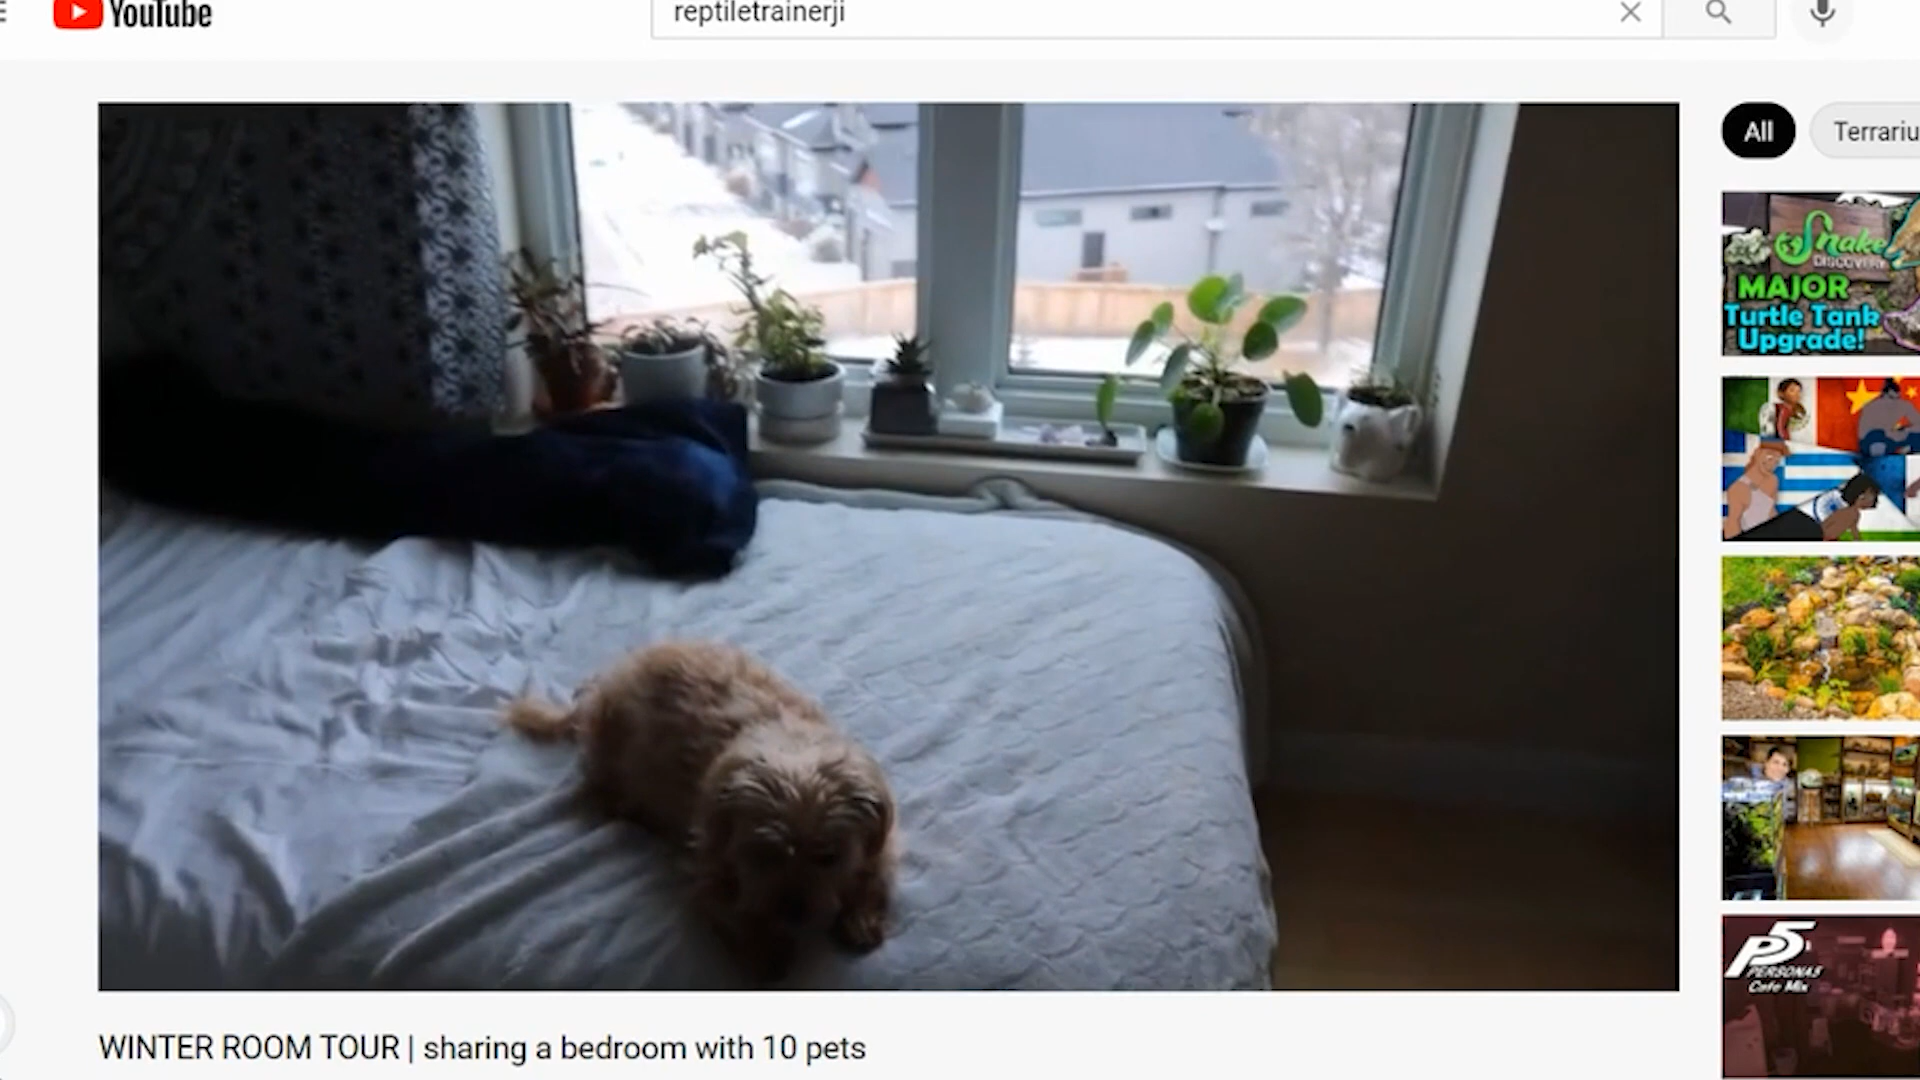 YouTube
reptiletrainerji
All
Terrariu
Snake
DISCOVERY
MAJOR
Turtle Tank
Upgrade!
P5
PERSONA5
Cafe Mix
WINTER ROOM TOUR | sharing a bedroom with 10 pets